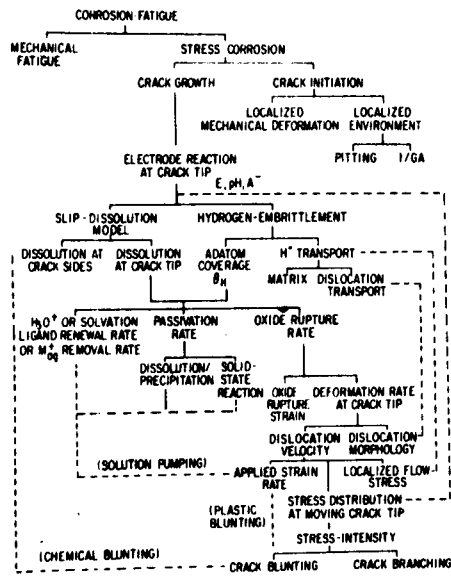 CORROSION FATIGUE
MECHANICAL FATIGUE
STRESS CORROSION
CRACK GROWTH
CRACK INITIATION
LOCALIZED MECHANICAL DEFORMATION
LOCALIZED ENVIRONMENT
PITTING
I/GA
ELECTRODE REACTION AT CRACK TIP
E, pH, A⁻
SLIP-DISSOLUTION MODEL
HYDROGEN-EMBRITTLEMENT
DISSOLUTION AT CRACK SIDES
DISSOLUTION AT CRACK TIP
ADATOM COVERAGE θH
H° TRANSPORT
MATRIX
DISLOCATION TRANSPORT
H₃O⁺ OR SOLVATION LIGAND RENEWAL RATE OR M⁺aq REMOVAL RATE
PASSIVATION RATE
OXIDE RUPTURE RATE
DISSOLUTION/ PRECIPITATION
SOLID-STATE REACTION
OXIDE RUPTURE STRAIN
DEFORMATION RATE AT CRACK TIP
DISLOCATION VELOCITY
DISLOCATION MORPHOLOGY
(SOLUTION PUMPING)
APPLIED STRAIN RATE
LOCALIZED FLOW STRESS
(PLASTIC BLUNTING)
STRESS DISTRIBUTION AT MOVING CRACK TIP
STRESS-INTENSITY
(CHEMICAL BLUNTING)
CRACK BLUNTING
CRACK BRANCHING